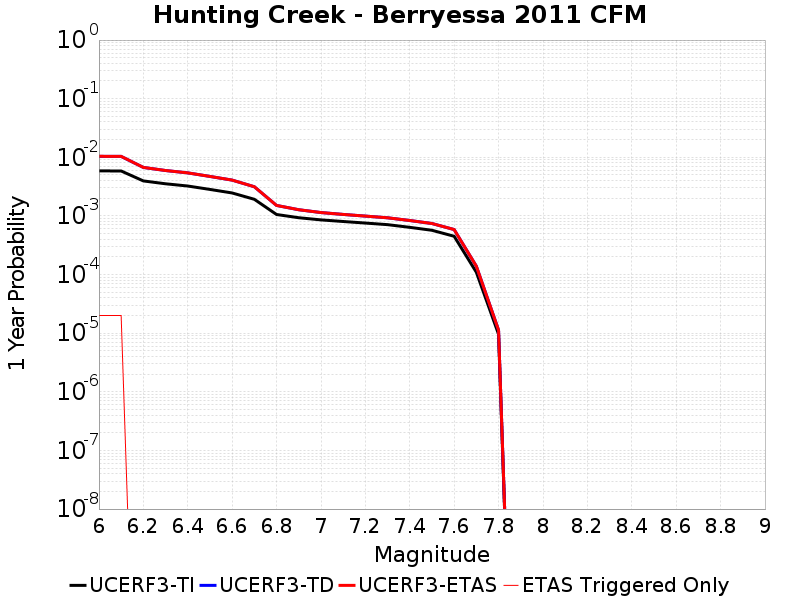 Hunting Creek - Berryessa 2011 CFM
1 Year Probability
10^0
10^-1
10^-2
10^-3
10^-4
10^-5
10^-6
10^-7
10^-8
6 6.2 6.4 6.6 6.8 7 7.2 7.4 7.6 7.8 8 8.2 8.4 8.6 8.8 9
Magnitude
UCERF3-TI UCERF3-TD UCERF3-ETAS ETAS Triggered Only